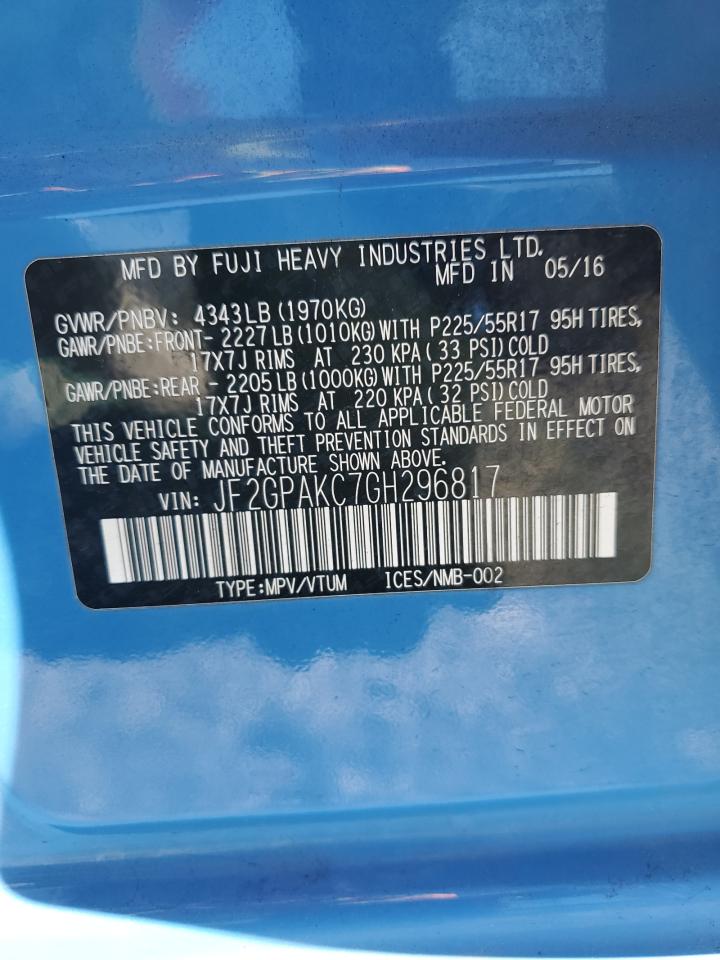 MFD BY FUJI HEAVY INDUSTRIES LTD.
MFD IN 05/16
GVWR/PNBV: 4343LB (1970KG)
GAWR/PNBE:FRONT- 2227LB (1010KG) WITH P225/55R17 95H TIRES,
17X7J RIMS AT 230 KPA ( 33 PSI) COLD
GAWR/PNBE:REAR - 2205LB (1000KG) WITH P225/55R17 95H TIRES,
17X7J RIMS AT 220 KPA ( 32 PSI) COLD
THIS VEHICLE CONFORMS TO ALL APPLICABLE FEDERAL MOTOR
VEHICLE SAFETY AND THEFT PREVENTION STANDARDS IN EFFECT ON
THE DATE OF MANUFACTURE SHOWN ABOVE.
VIN: JF2GPAKC7GH296817
TYPE:MPV/VTUM ICES/NMB-002